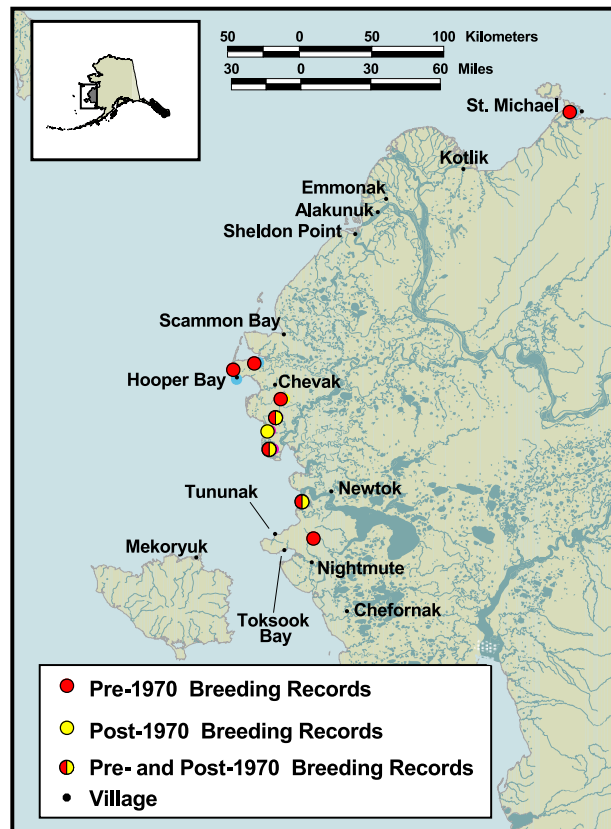 50 0 50 100 Kilometers
30 0 30 60 Miles
St. Michael
Kotlik
Emmonak
Alakunuk
Sheldon Point
Scammon Bay
Hooper Bay
Chevak
Tununak
Newtok
Mekoryuk
Nightmute
Toksook
Bay
Chefornak
Pre-1970 Breeding Records
Post-1970 Breeding Records
Pre- and Post-1970 Breeding Records
Village